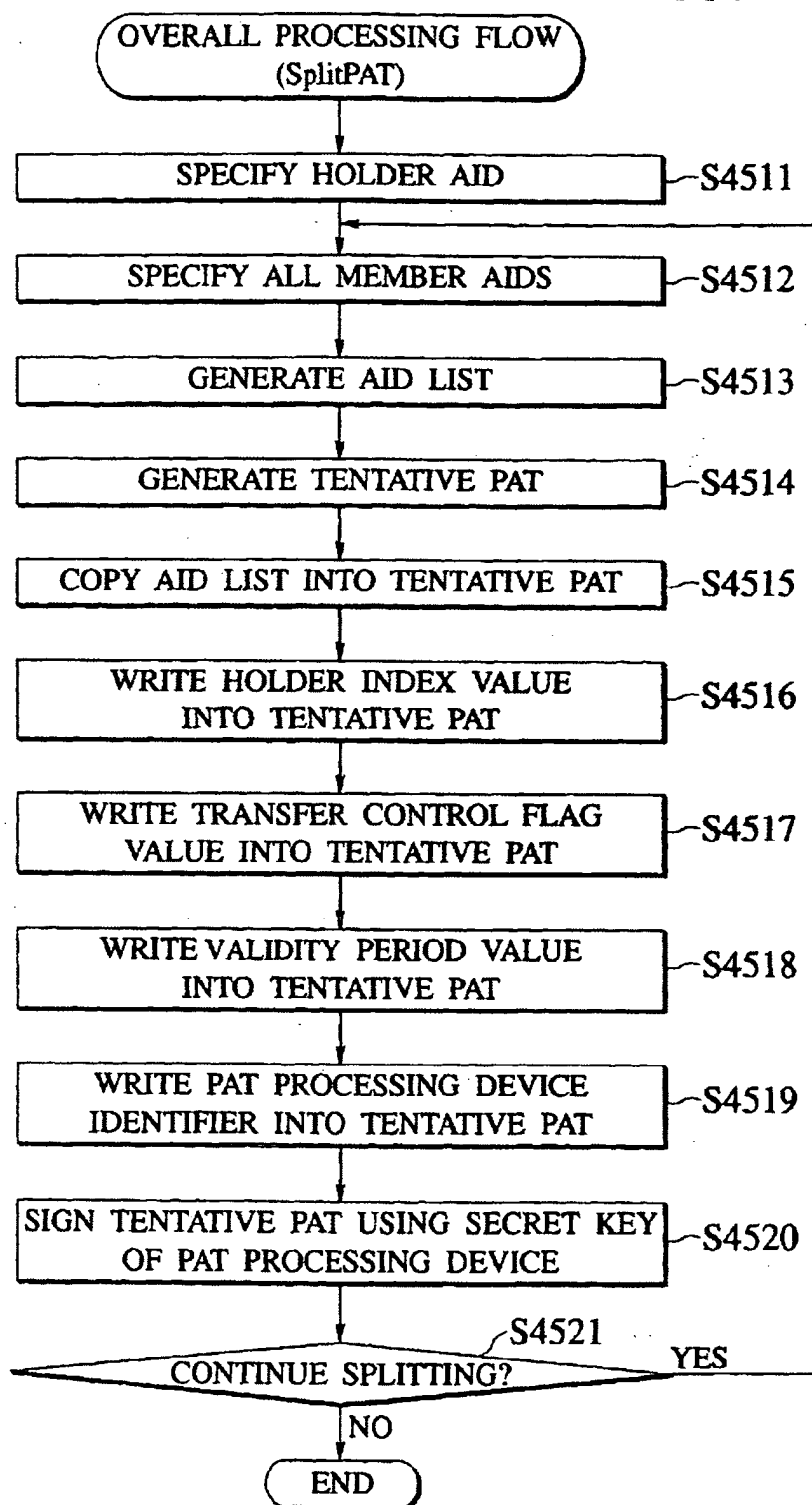 OVERALL PROCESSING FLOW
(SplitPAT)
SPECIFY HOLDER AID
S4511
SPECIFY ALL MEMBER AIDS
S4512
GENERATE AID LIST
S4513
GENERATE TENTATIVE PAT
S4514
COPY AID LIST INTO TENTATIVE PAT
S4515
WRITE HOLDER INDEX VALUE
INTO TENTATIVE PAT
S4516
WRITE TRANSFER CONTROL FLAG
VALUE INTO TENTATIVE PAT
S4517
WRITE VALIDITY PERIOD VALUE
INTO TENTATIVE PAT
S4518
WRITE PAT PROCESSING DEVICE
IDENTIFIER INTO TENTATIVE PAT
S4519
SIGN TENTATIVE PAT USING SECRET KEY
OF PAT PROCESSING DEVICE
S4520
S4521
CONTINUE SPLITTING?
YES
NO
END